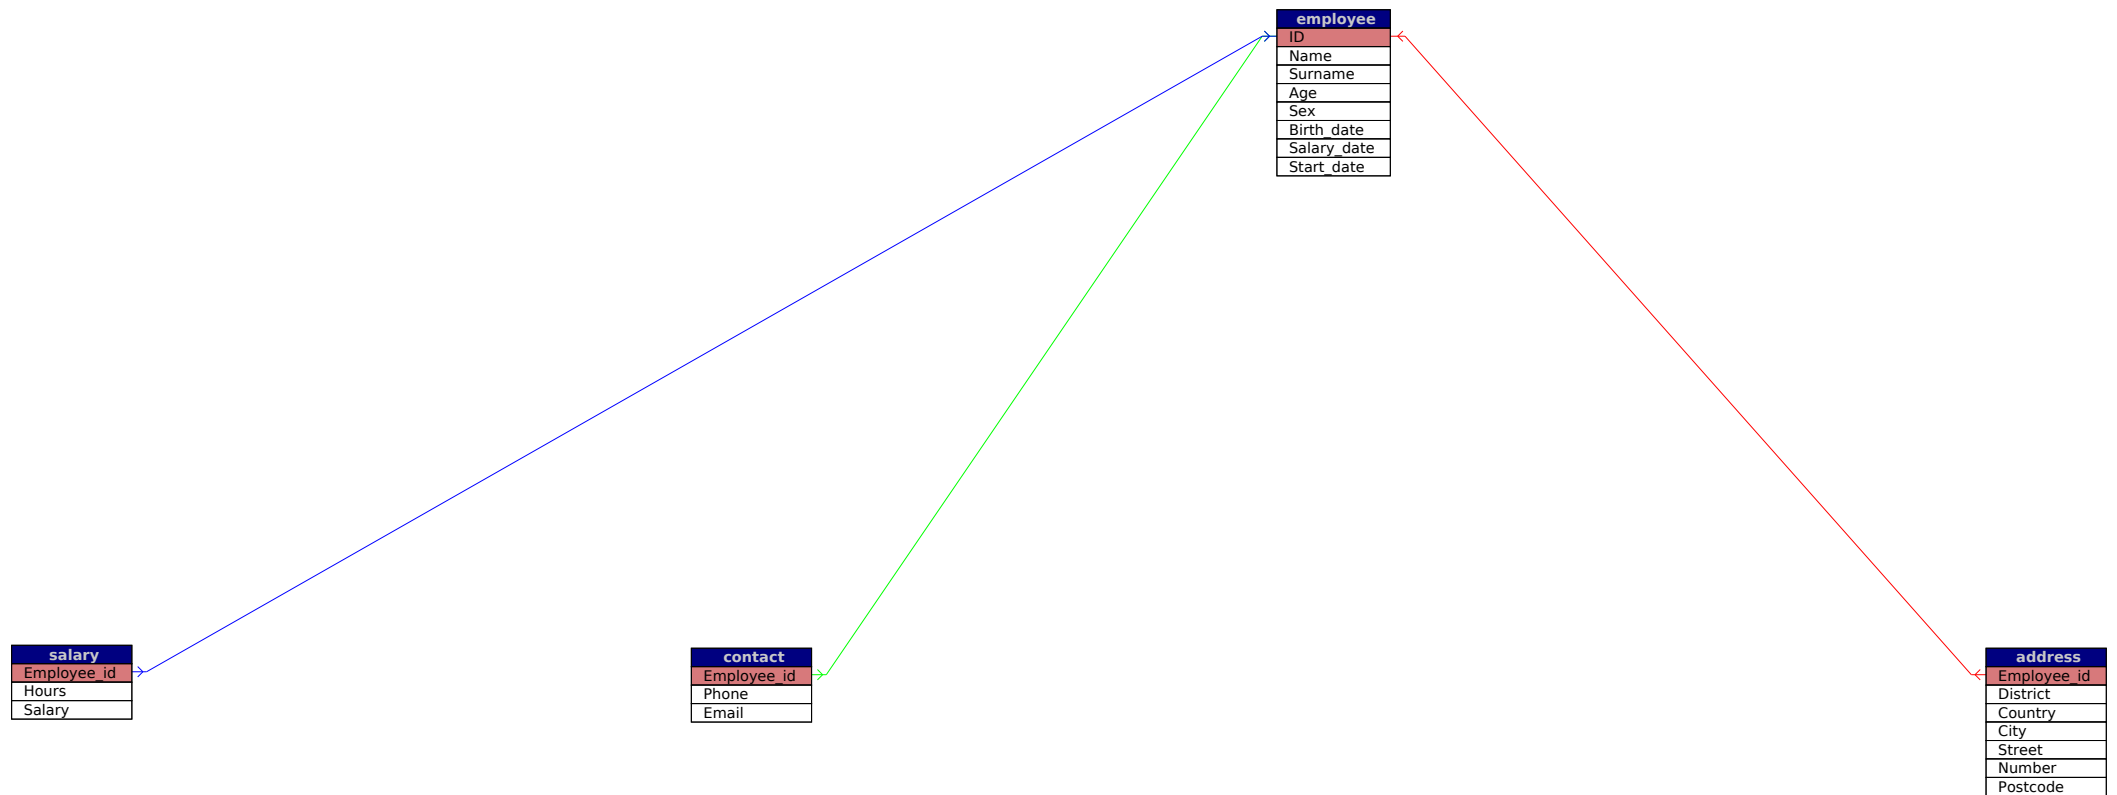 employee
ID
Name
Surname
Age
Sex
Birth_date
Salary_date
Start_date
salary
Employee_id
Hours
Salary
contact
Employee_id
Phone
Email
address
Employee_id
District
Country
City
Street
Number
Postcode